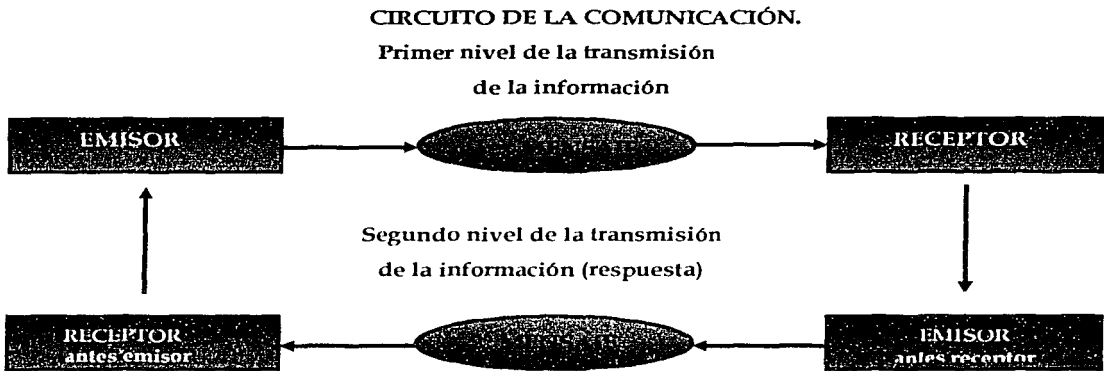 CIRCUITO DE LA COMUNICACIÓN.
Primer nivel de la transmisión
de la información
EMISOR
RECEPTOR
Segundo nivel de la transmisión
de la información (respuesta)
RECEPTOR
antes emisor
EMISOR
antes receptor